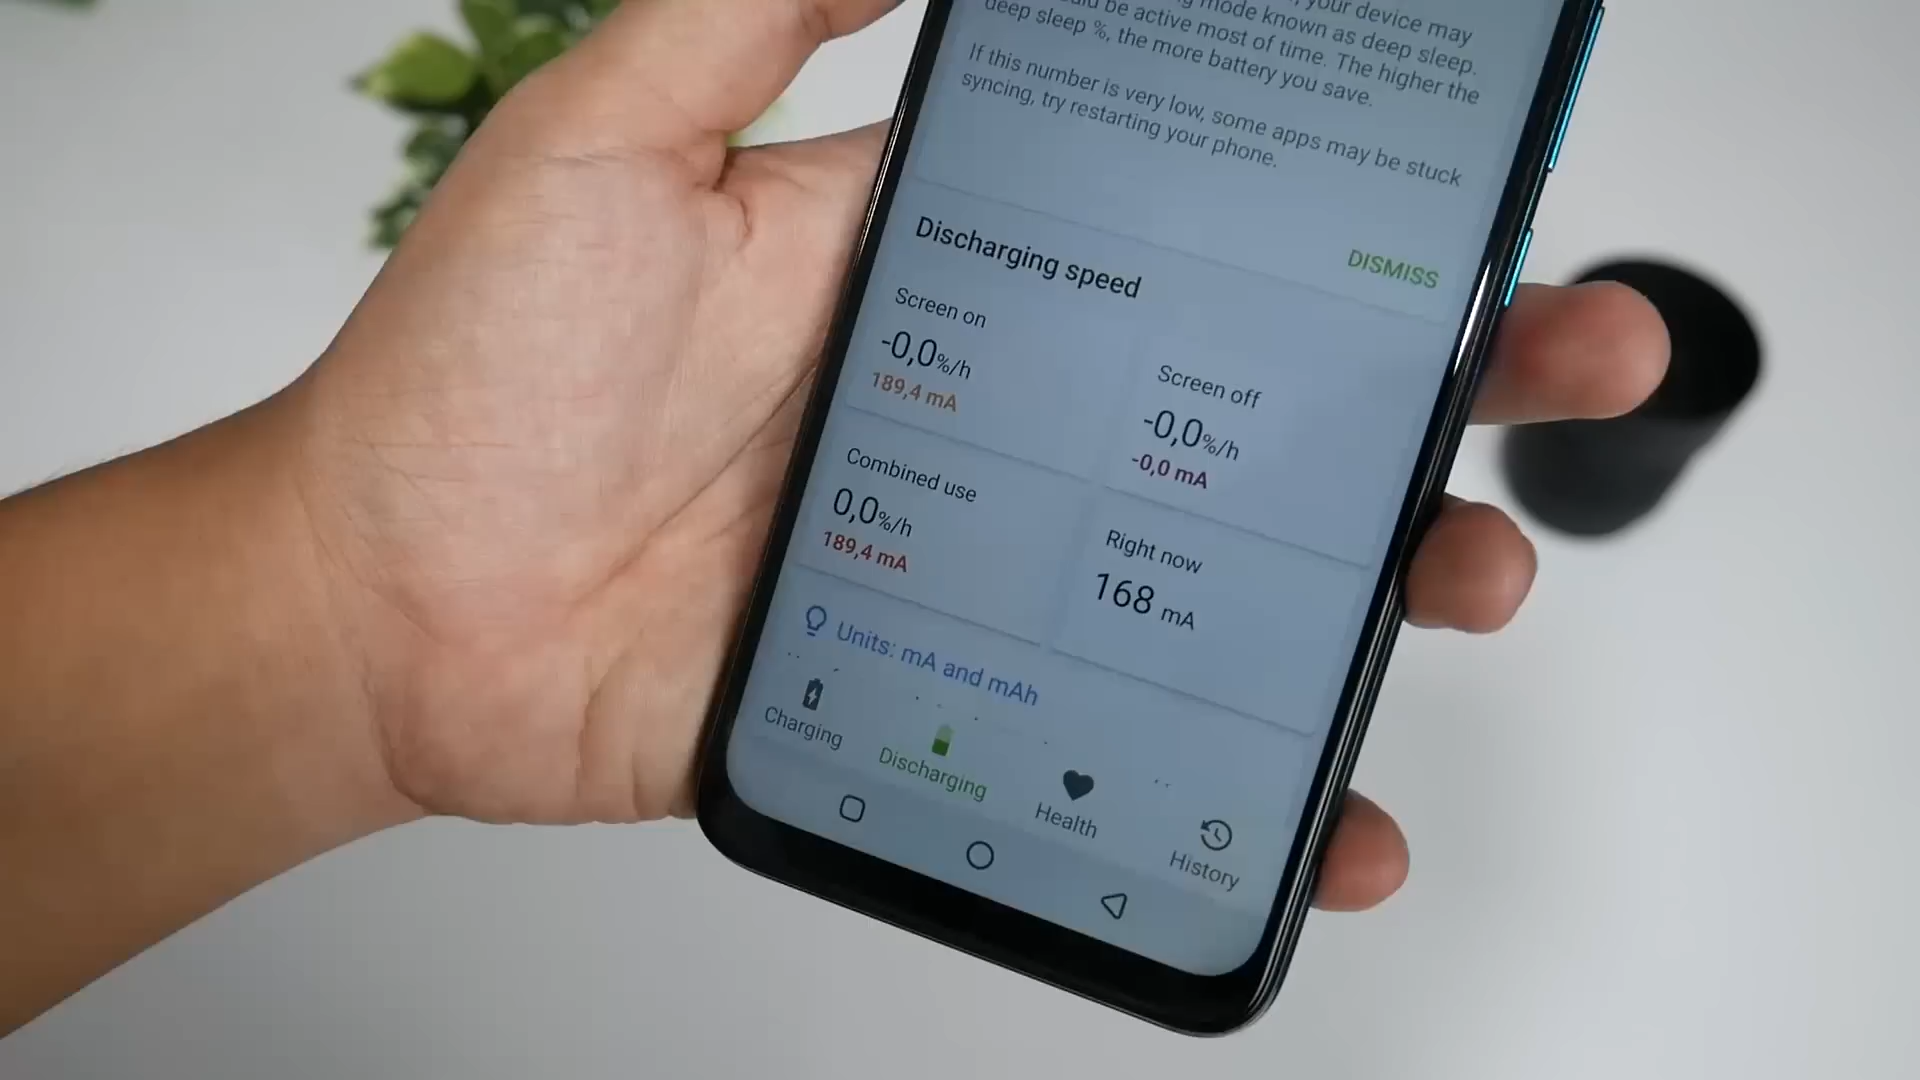 your device may
mode known as deep sleep.
be active most of time. The higher the
deep sleep %, the more battery you save.
If this number is very low, some apps may be stuck
syncing, try restarting your phone.
DISMISS
Discharging speed
Screen on
-0,0%/h
189,4 mA
Screen off
-0,0%/h
-0,0 mA
Combined use
0,0%/h
189,4 mA
Right now
168 mA
Units: mA and mAh
Charging
Discharging
Health
History